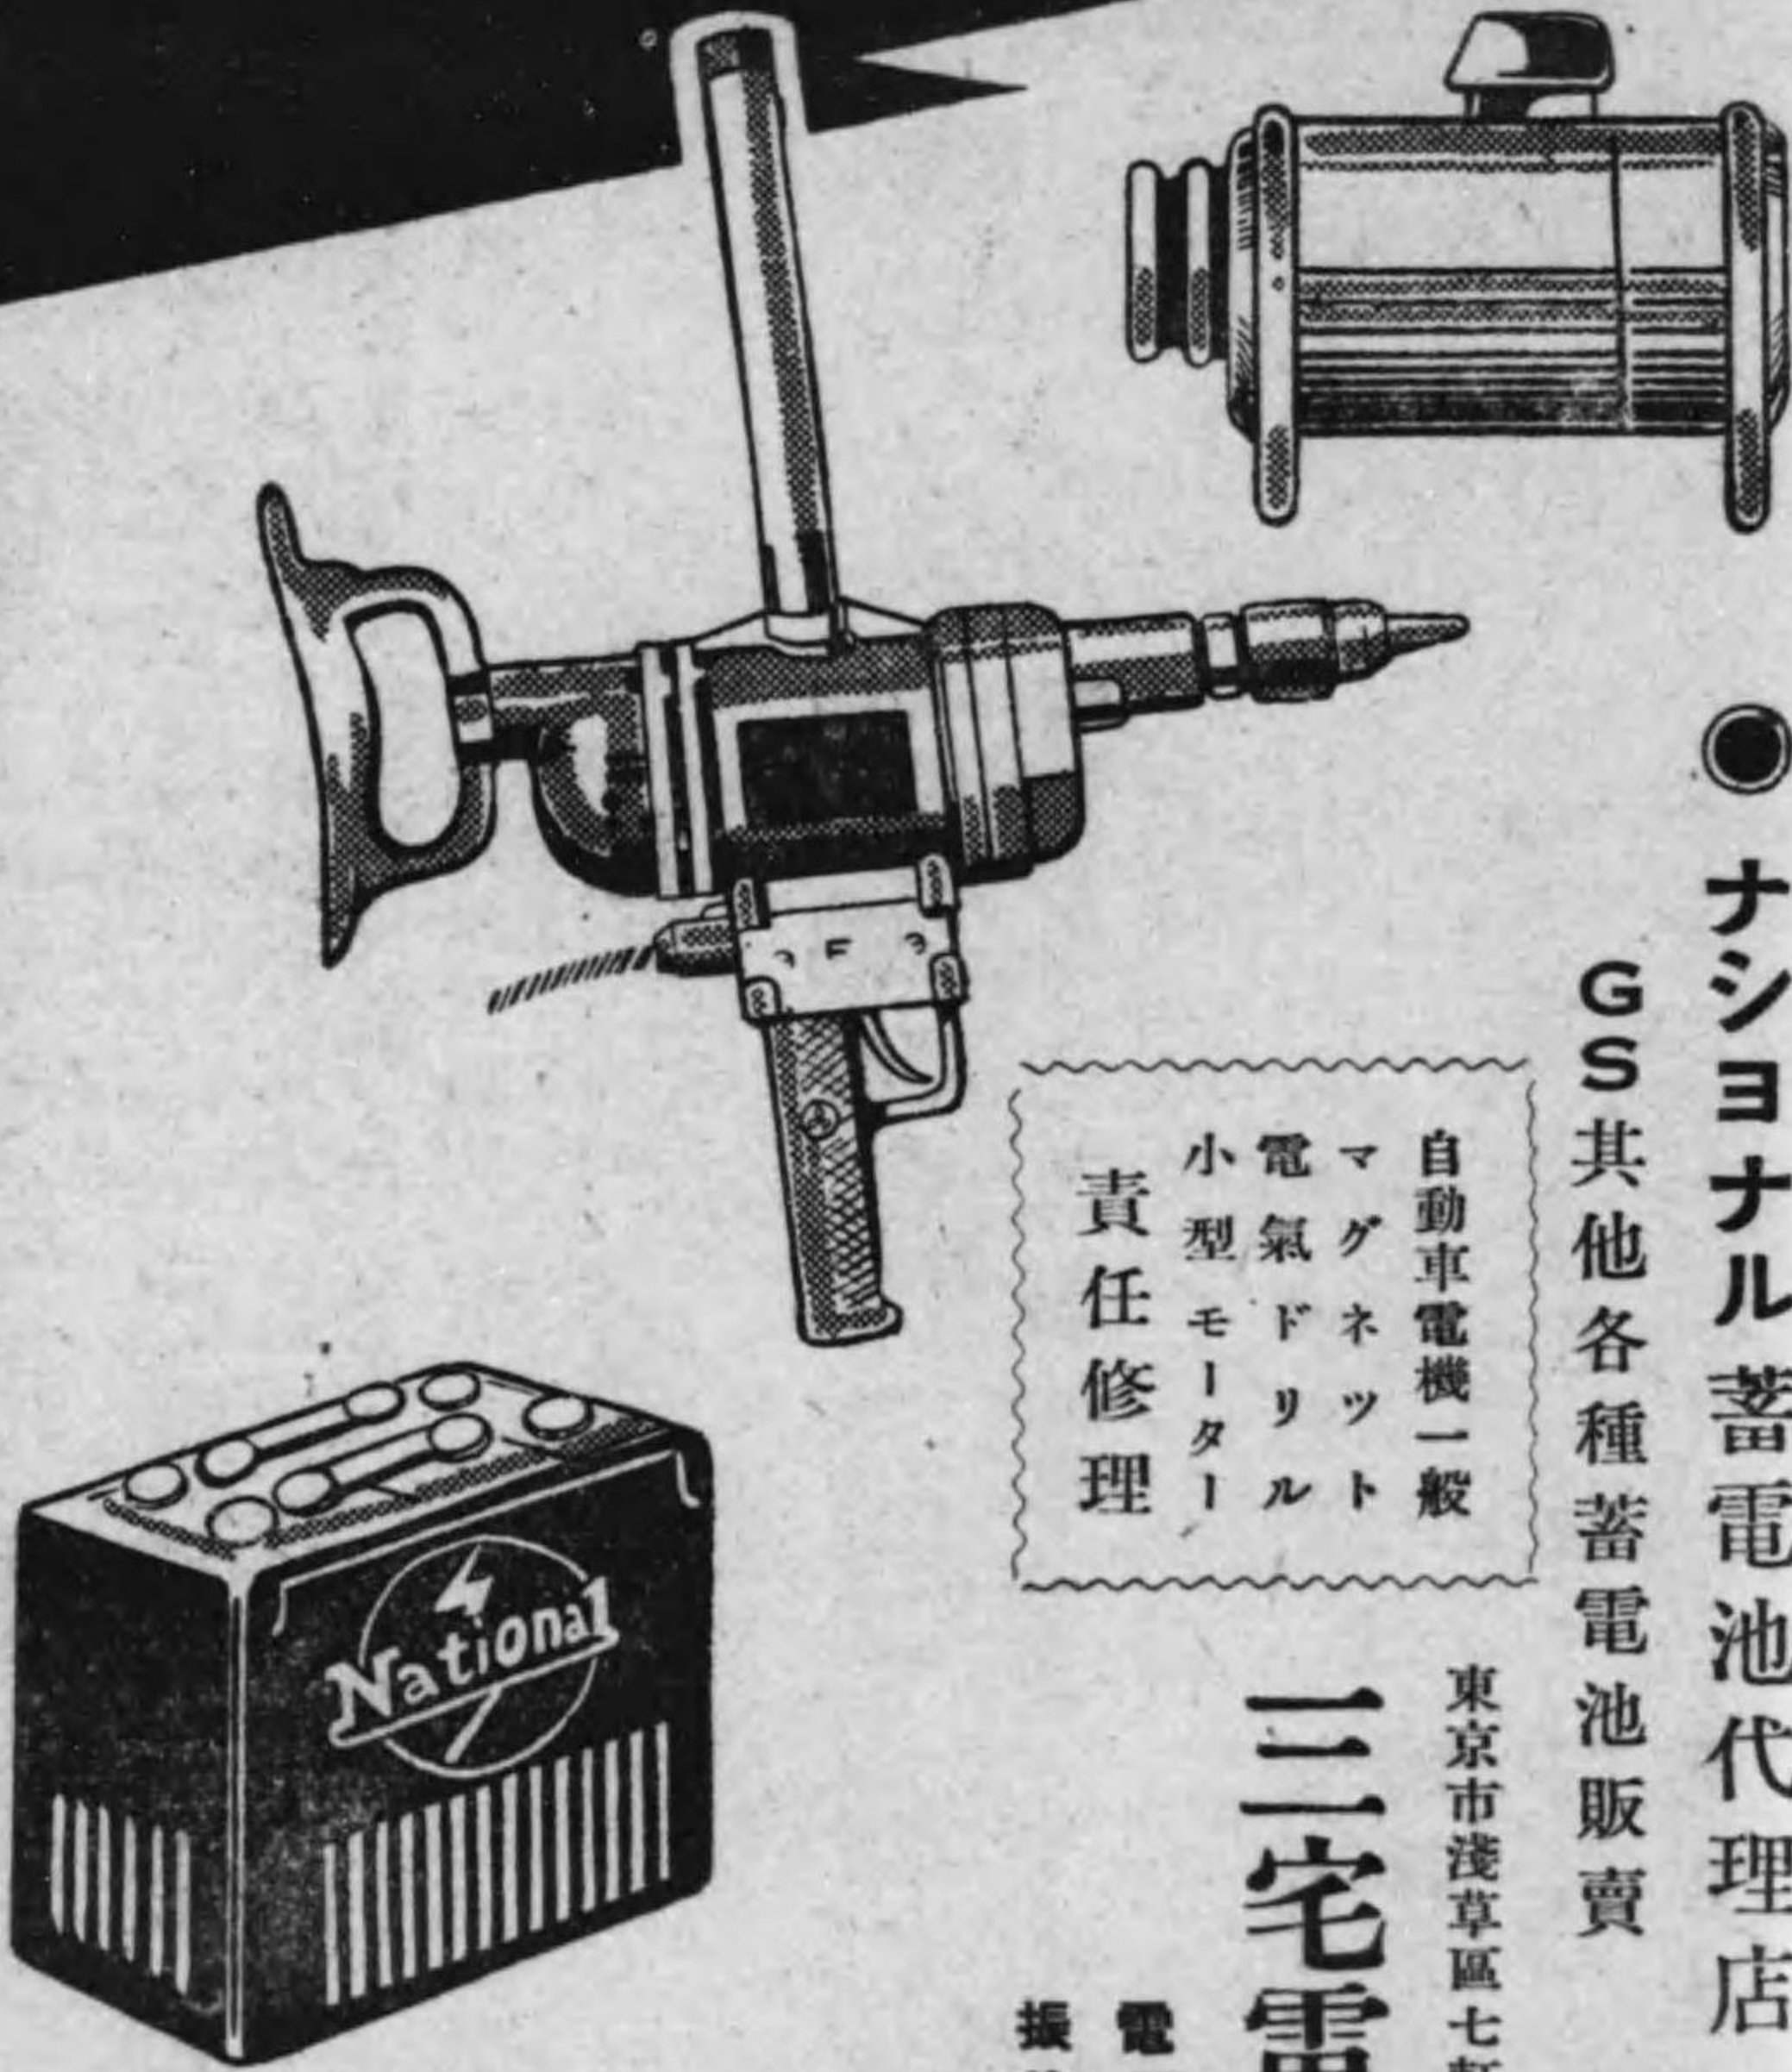 ● ナショナル蓄電池代理店
GS其他各種蓄電池販賣
自動車電機一般
マグネット
電氣ドリル
小型モーター
責任修理
東京市淺草區七
三宅電
電
振
National